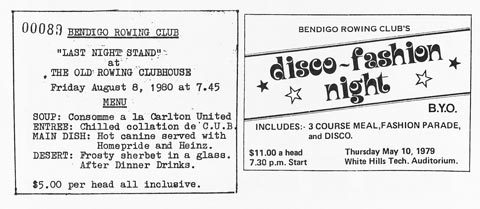 00089 BENDIGO ROWING CLUB
"LAST NIGHT STAND"
at
THE OLD ROWING CLUBHOUSE
Friday August 8, 1980 at 7.45
MENU
SOUP: Consomme a la Carlton United
ENTREE: Chilled collation de C.U.B.
MAIN DISH: Hot canine served with
Homepride and Heinz.
DESERT: Frosty sherbet in a glass.
After Dinner Drinks.
$5.00 per head all inclusive.
BENDIGO ROWING CLUB'S
disco-fashion
night
B.Y.O.
INCLUDES:- 3 COURSE MEAL, FASHION PARADE,
and DISCO.
$11.00 a head Thursday May 10, 1979
7.30 p.m. Start White Hills Tech. Auditorium.